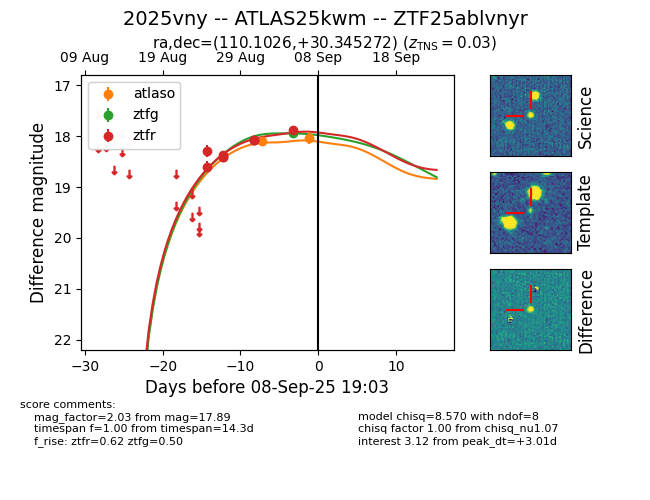 2025vny -- ATLAS25kwm -- ZTF25ablvnyr
ra,dec=(110.1026,+30.345272) (z_TNS = 0.03)
09 Aug 19 Aug 29 Aug 08 Sep 18 Sep
atlaso
ztfg
ztfr
Difference magnitude
17
18
19
20
21
22
−30 −20 −10 0 10
Days before 08-Sep-25 19:03
Science
Template
Difference
score comments:
mag_factor=2.03 from mag=17.89
timespan f=1.00 from timespan=14.3d
f_rise: ztfr=0.62 ztfg=0.50
model chisq=8.570 with ndof=8
chisq factor 1.00 from chisq_nu1.07
interest 3.12 from peak_dt=+3.01d